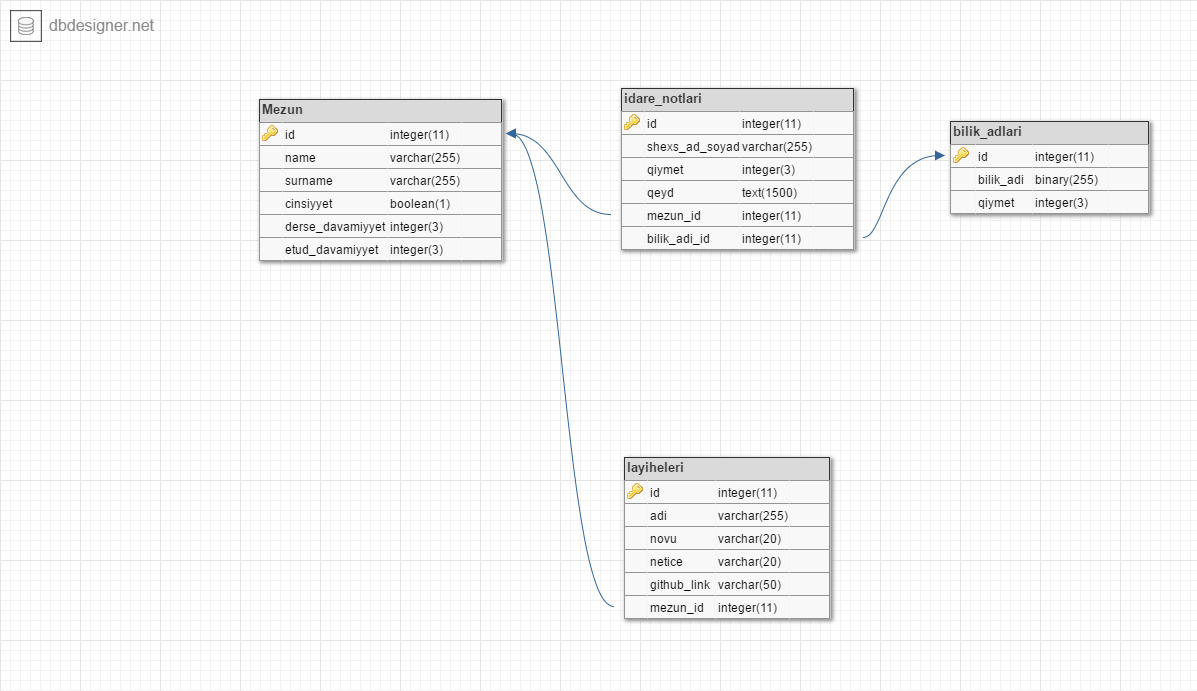 dbdesigner.net
Mezun
id integer(11)
name varchar(255)
surname varchar(255)
cinsiyyet boolean(1)
derse_davamiyyet integer(3)
etud_davamiyyet integer(3)
idare_notlari
id integer(11)
shexs_ad_soyad varchar(255)
qiymet integer(3)
qeyd text(1500)
mezun_id integer(11)
bilik_adi_id integer(11)
bilik_adlari
id integer(11)
bilik_adi binary(255)
qiymet integer(3)
layiheleri
id integer(11)
adi varchar(255)
novu varchar(20)
netice varchar(20)
github_link varchar(50)
mezun_id integer(11)